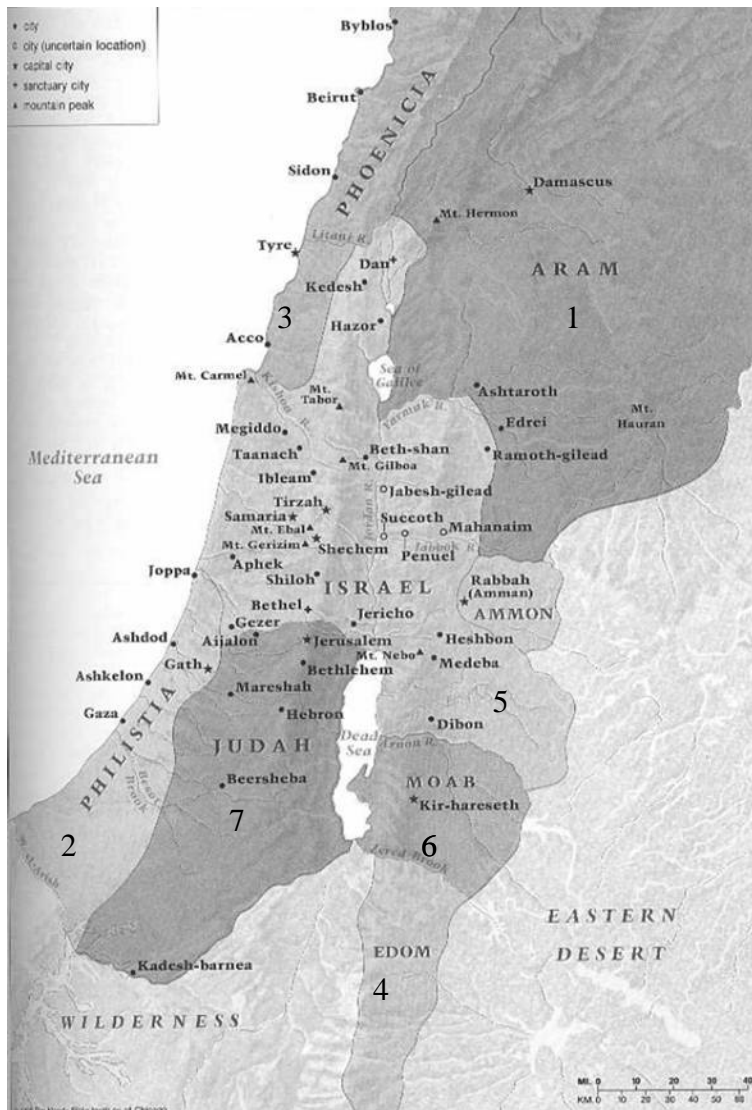 city
city (uncertain location)
capital city
sanctuary city
mountain peak
Byblos
Beirut
PHOENICIA
Sidon
Damascus
Mt. Hermon
Litani R.
Tyre
Dan
ARAM
Kedesh
3
1
Hazor
Acco
Sea of
Galilee
Mt. Carmel
Kishon R.
Mt.
Tabor
Ashtaroth
Yarmuk R.
Edrei
Mt.
Hauran
Megiddo
Mediterranean
Sea
Taanach
Beth-shan
Mt. Gilboa
Ramoth-gilead
Ibleam
Jabesh-gilead
Jordan R.
Tirzah
Samaria
Succoth
Mahanaim
Mt. Ebal
Mt. Gerizim
Shechem
Penuel
Jabbok R.
Aphek
Joppa
Shiloh
ISRAEL
Rabbah
(Amman)
AMMON
Bethel
Jericho
Gezer
Aijalon
Ashdod
Jerusalem
Heshbon
Mt. Nebo
Medeba
Gath
Bethlehem
Ashkelon
Mareshah
5
Gaza
Hebron
Dibon
PHILISTIA
JUDAH
Dead
Sea
Arnon R.
Besor
Brook
MOAB
Beersheba
Kir-hareseth
2
7
6
Zered Brook
EASTERN
DESERT
EDOM
Kadesh-barnea
4
WILDERNESS
MI. 0 10 20 30 40
KM. 0 10 20 30 40 50 60